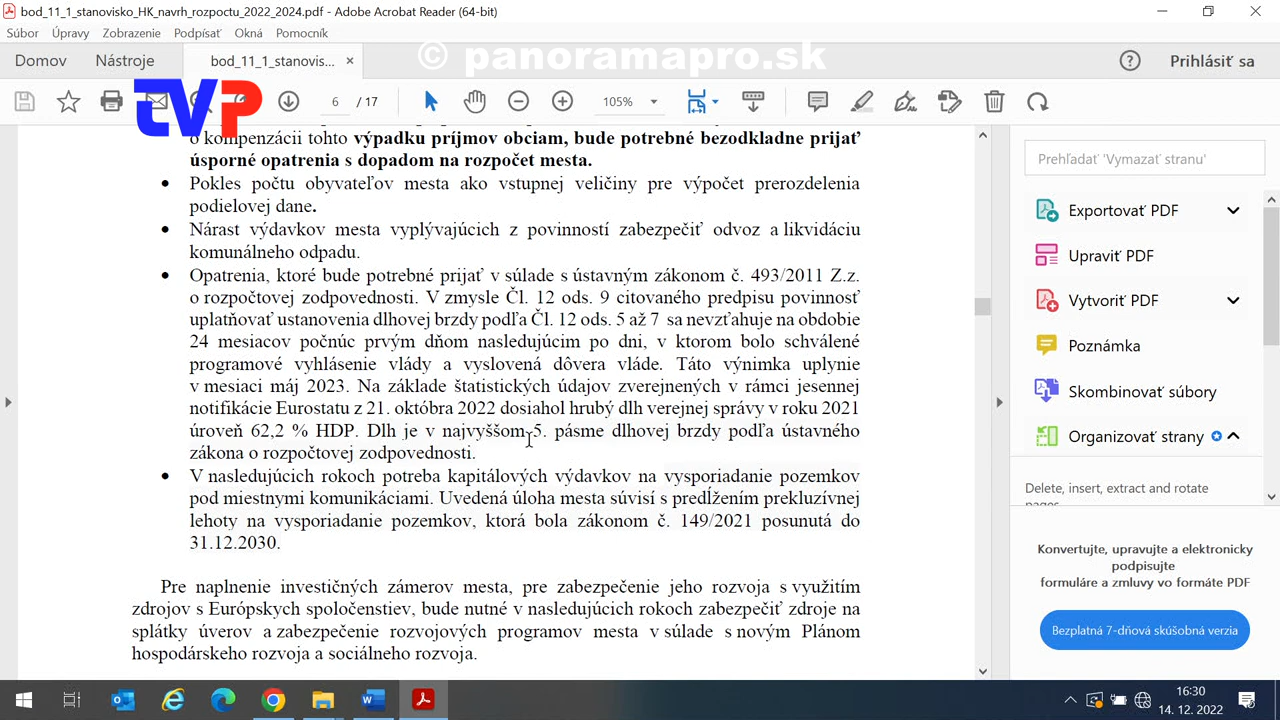 bod_11_1_stanovisko_HK_navrh_rozpoctu_2022_2024.pdf - Adobe Acrobat Reader (64-bit)
Súbor Úpravy Zobrazenie Podpísať Okná Pomocník
© panoramapro.sk
Domov Nástroje bod_11_1_stanovis... × Prihlásiť sa
TVP
6 / 17 105%
o kompenzácii tohto výpadku príjmov obciam, bude potrebné bezodkladne prijať
úsporné opatrenia s dopadom na rozpočet mesta.
• Pokles počtu obyvateľov mesta ako vstupnej veličiny pre výpočet prerozdelenia
podielovej dane.
• Nárast výdavkov mesta vyplývajúcich z povinností zabezpečiť odvoz a likvidáciu
komunálneho odpadu.
• Opatrenia, ktoré bude potrebné prijať v súlade s ústavným zákonom č. 493/2011 Z.z.
o rozpočtovej zodpovednosti. V zmysle Čl. 12 ods. 9 citovaného predpisu povinnosť
uplatňovať ustanovenia dlhovej brzdy podľa Čl. 12 ods. 5 až 7 sa nevzťahuje na obdobie
24 mesiacov počnúc prvým dňom nasledujúcim po dni, v ktorom bolo schválené
programové vyhlásenie vlády a vyslovená dôvera vláde. Táto výnimka uplynie
v mesiaci máj 2023. Na základe štatistických údajov zverejnených v rámci jesennej
notifikácie Eurostatu z 21. októbra 2022 dosiahol hrubý dlh verejnej správy v roku 2021
úroveň 62,2 % HDP. Dlh je v najvyššom 5. pásme dlhovej brzdy podľa ústavného
zákona o rozpočtovej zodpovednosti.
• V nasledujúcich rokoch potreba kapitálových výdavkov na vysporiadanie pozemkov
pod miestnymi komunikáciami. Uvedená úloha mesta súvisí s predĺžením prekluzívnej
lehoty na vysporiadanie pozemkov, ktorá bola zákonom č. 149/2021 posunutá do
31.12.2030.
Pre naplnenie investičných zámerov mesta, pre zabezpečenie jeho rozvoja s využitím
zdrojov s Európskych spoločenstiev, bude nutné v nasledujúcich rokoch zabezpečiť zdroje na
splátky úverov a zabezpečenie rozvojových programov mesta v súlade s novým Plánom
hospodárskeho rozvoja a sociálneho rozvoja.
Prehľadať 'Vymazať stranu'
Exportovať PDF
Upraviť PDF
Vytvoriť PDF
Poznámka
Skombinovať súbory
Organizovať strany
Delete, insert, extract and rotate
Konvertujte, upravujte a elektronicky
podpisujte
formuláre a zmluvy vo formáte PDF
Bezplatná 7-dňová skúšobná verzia
16:30
14. 12. 2022